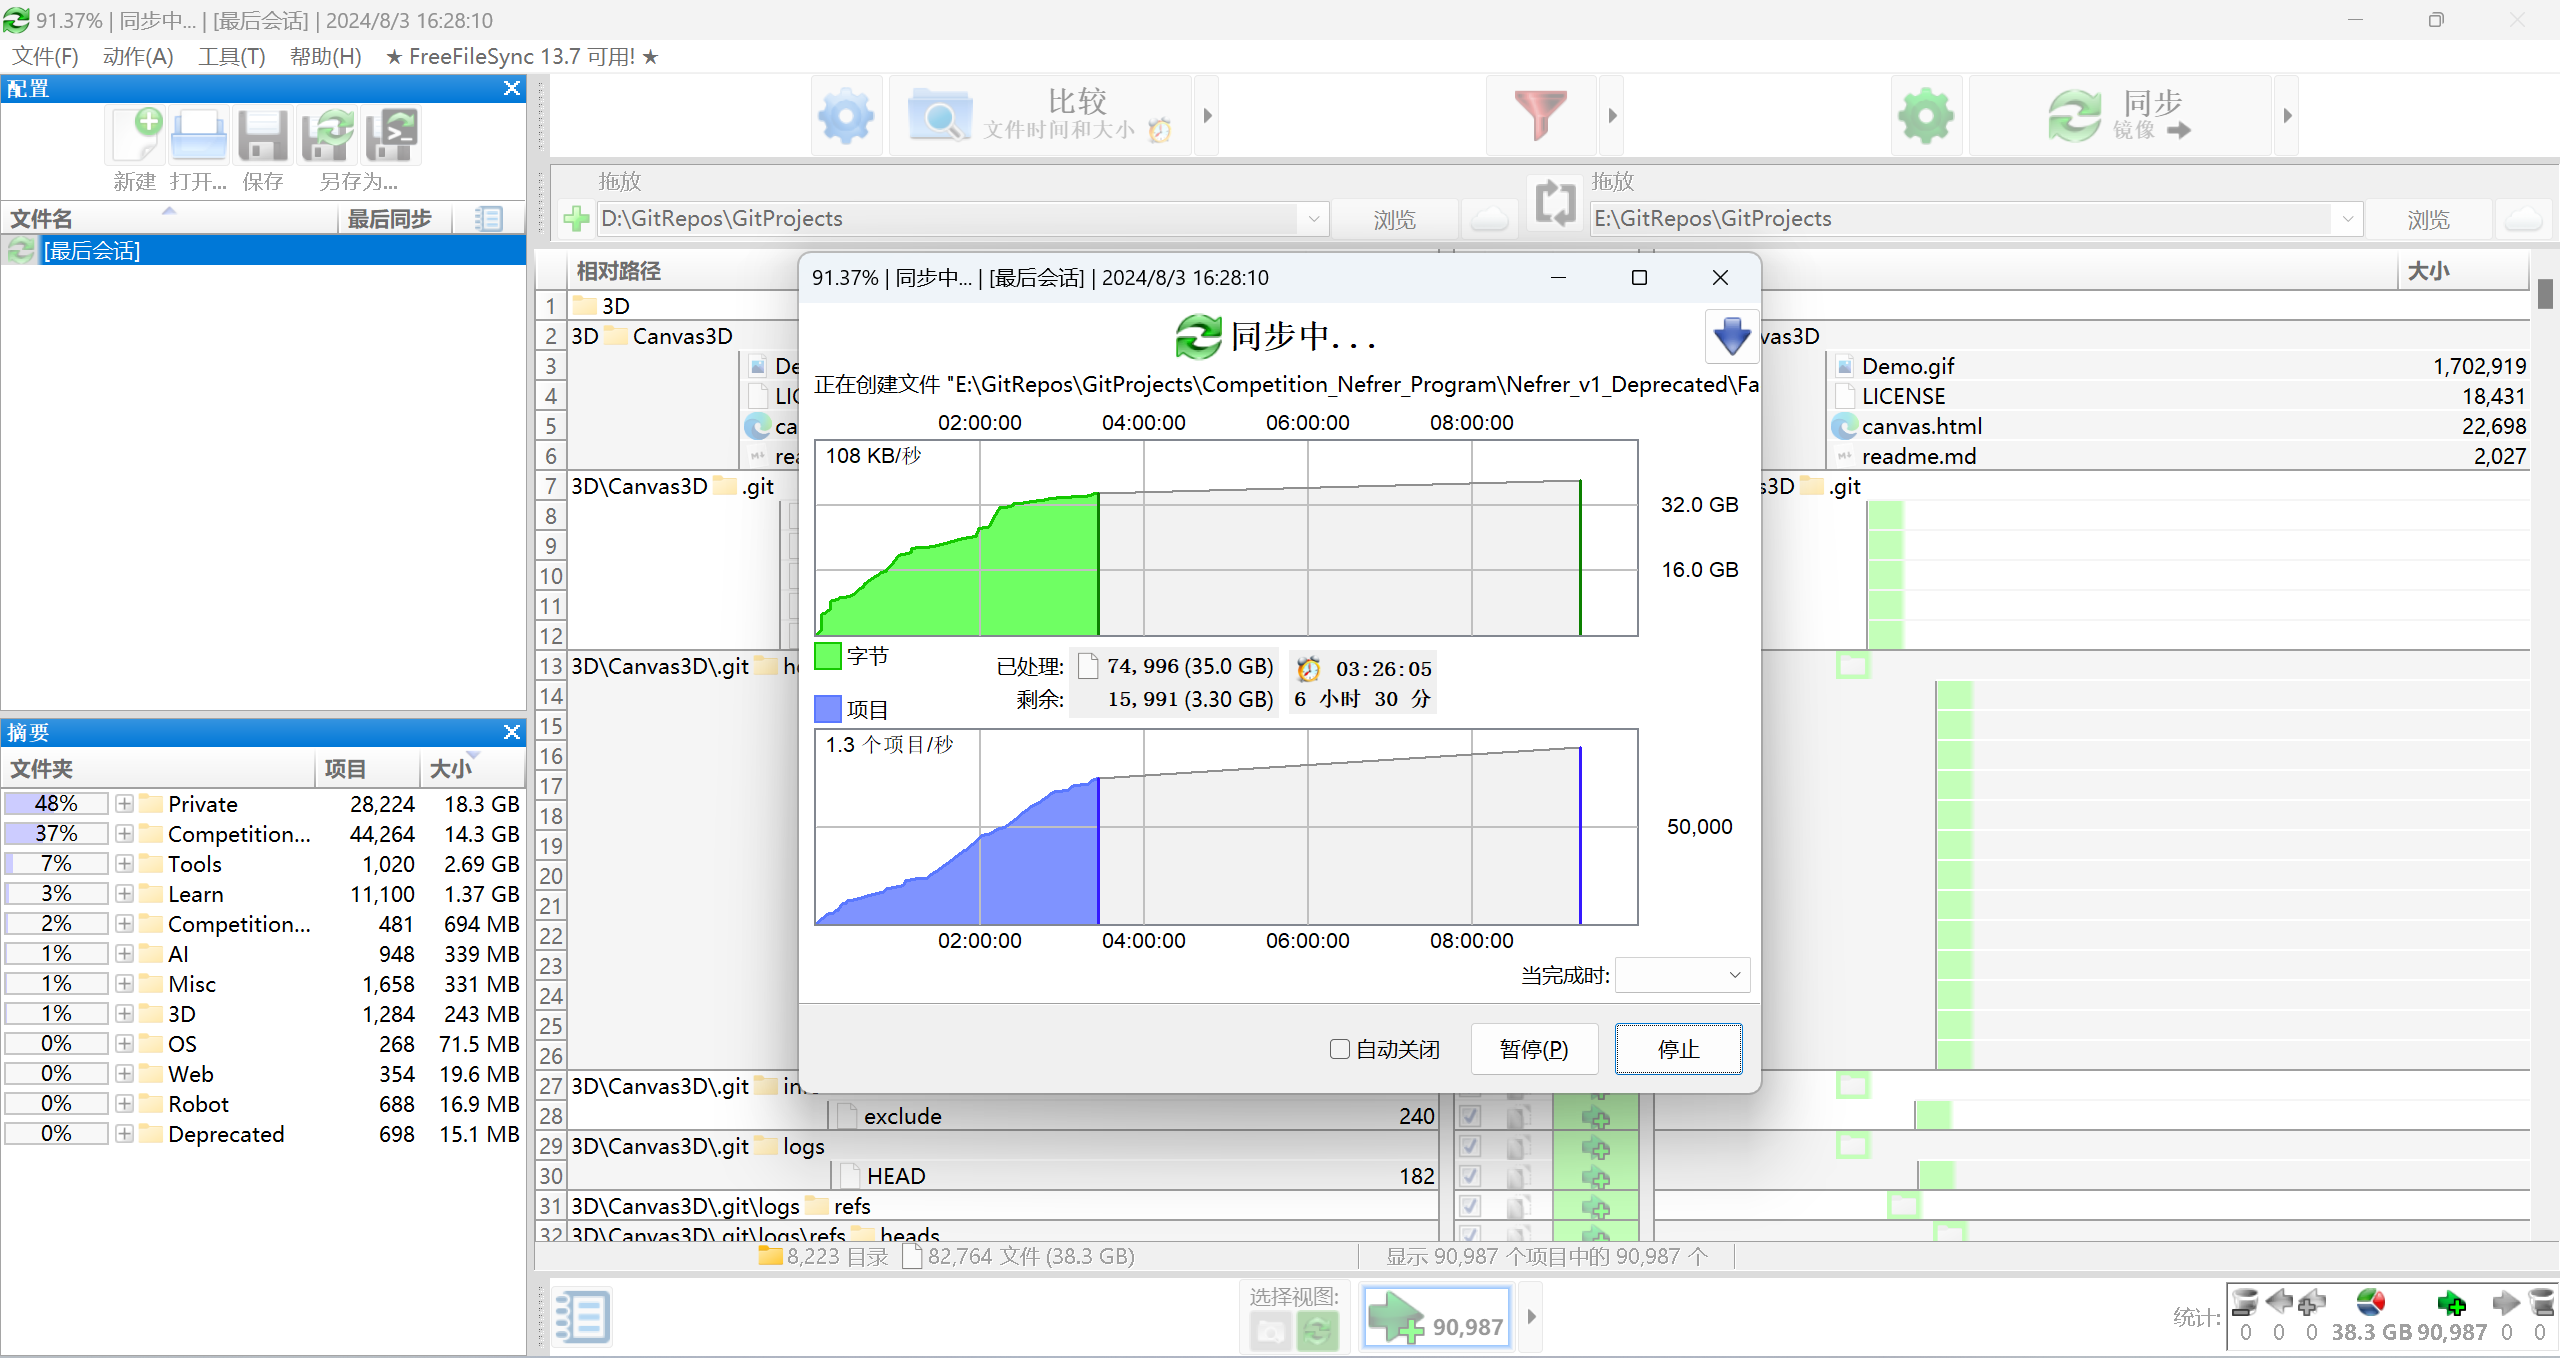 91.37% | 同步中... | [最后会话] | 2024/8/3 16:28:10
文件(F) 动作(A) 工具(T) 帮助(H) ★ FreeFileSync 13.7 可用! ★
配置
新建 打开... 保存 另存为...
文件名 最后同步
[最后会话]
摘要
文件夹 项目 大小
48% Private 28,224 18.3 GB
37% Competition... 44,264 14.3 GB
7% Tools 1,020 2.69 GB
3% Learn 11,100 1.37 GB
2% Competition... 481 694 MB
1% AI 948 339 MB
1% Misc 1,658 331 MB
1% 3D 1,284 243 MB
0% OS 268 71.5 MB
0% Web 354 19.6 MB
0% Robot 688 16.9 MB
0% Deprecated 698 15.1 MB
比较
文件时间和大小
同步
镜像
拖放
D:\GitRepos\GitProjects 浏览
拖放
E:\GitRepos\GitProjects 浏览
相对路径
1 3D
2 3D Canvas3D
3 De
4 LIC
5 ca
6 rea
7 3D\Canvas3D .git
8
9
10
11
12
13 3D\Canvas3D\.git h
14
15
16
17
18
19
20
21
22
23
24
25
26
27 3D\Canvas3D\.git in
28 exclude 240
29 3D\Canvas3D\.git logs
30 HEAD 182
31 3D\Canvas3D\.git\logs refs
32 3D\Canvas3D\.git\logs\refs heads
大小
vas3D
Demo.gif 1,702,919
LICENSE 18,431
canvas.html 22,698
readme.md 2,027
s3D .git
91.37% | 同步中... | [最后会话] | 2024/8/3 16:28:10
同步中...
正在创建文件 "E:\GitRepos\GitProjects\Competition_Nefrer_Program\Nefrer_v1_Deprecated\Fa
02:00:00 04:00:00 06:00:00 08:00:00
108 KB/秒
32.0 GB
16.0 GB
字节
项目
已处理: 74,996 (35.0 GB) 03:26:05
剩余: 15,991 (3.30 GB) 6 小时 30 分
1.3 个项目/秒
50,000
02:00:00 04:00:00 06:00:00 08:00:00
当完成时:
自动关闭 暂停(P) 停止
8,223 目录 82,764 文件 (38.3 GB) 显示 90,987 个项目中的 90,987 个
选择视图:
90,987
统计:
0 0 0 38.3 GB 90,987 0 0